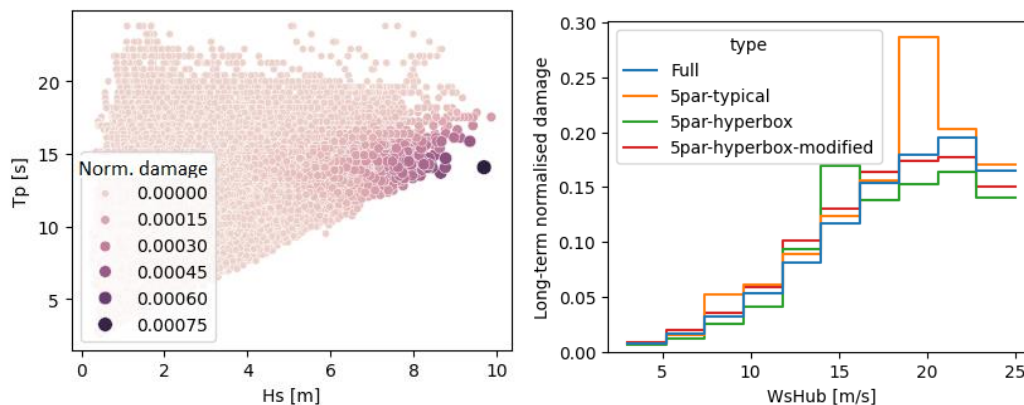 20
15
10
5
Tp [s]
Norm. damage
0.00000
0.00015
0.00030
0.00045
0.00060
0.00075
0 2 4 6 8 10
Hs [m]
0.30
0.25
0.20
0.15
0.10
0.05
0.00
Long-term normalised damage
type
Full
5par-typical
5par-hyperbox
5par-hyperbox-modified
5 10 15 20 25
WsHub [m/s]